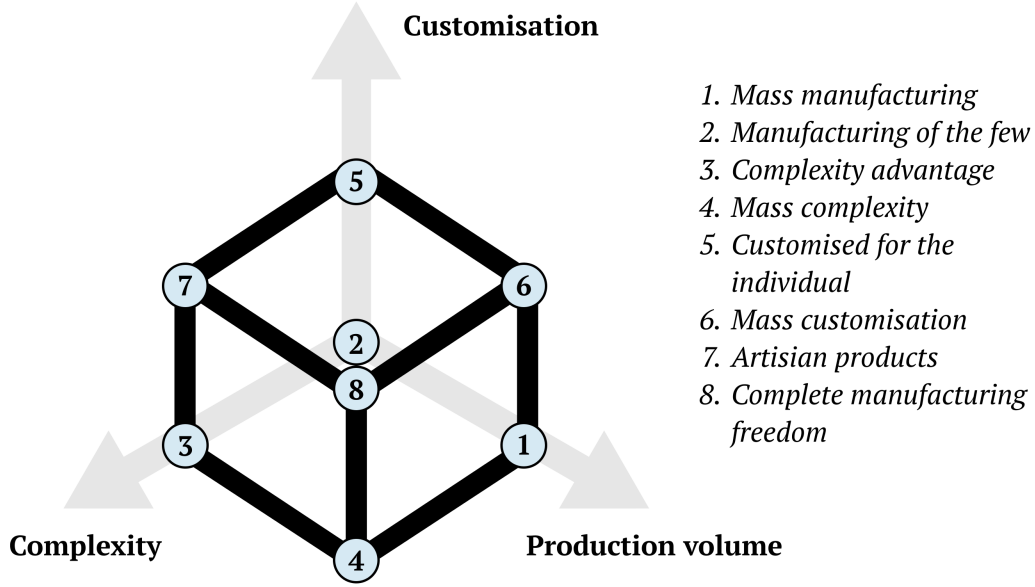 Customisation
1. Mass manufacturing
2. Manufacturing of the few
3. Complexity advantage
4. Mass complexity
5. Customised for the
individual
6. Mass customisation
7. Artisian products
8. Complete manufacturing
freedom
5
7
6
2
8
3
1
4
Complexity
Production volume